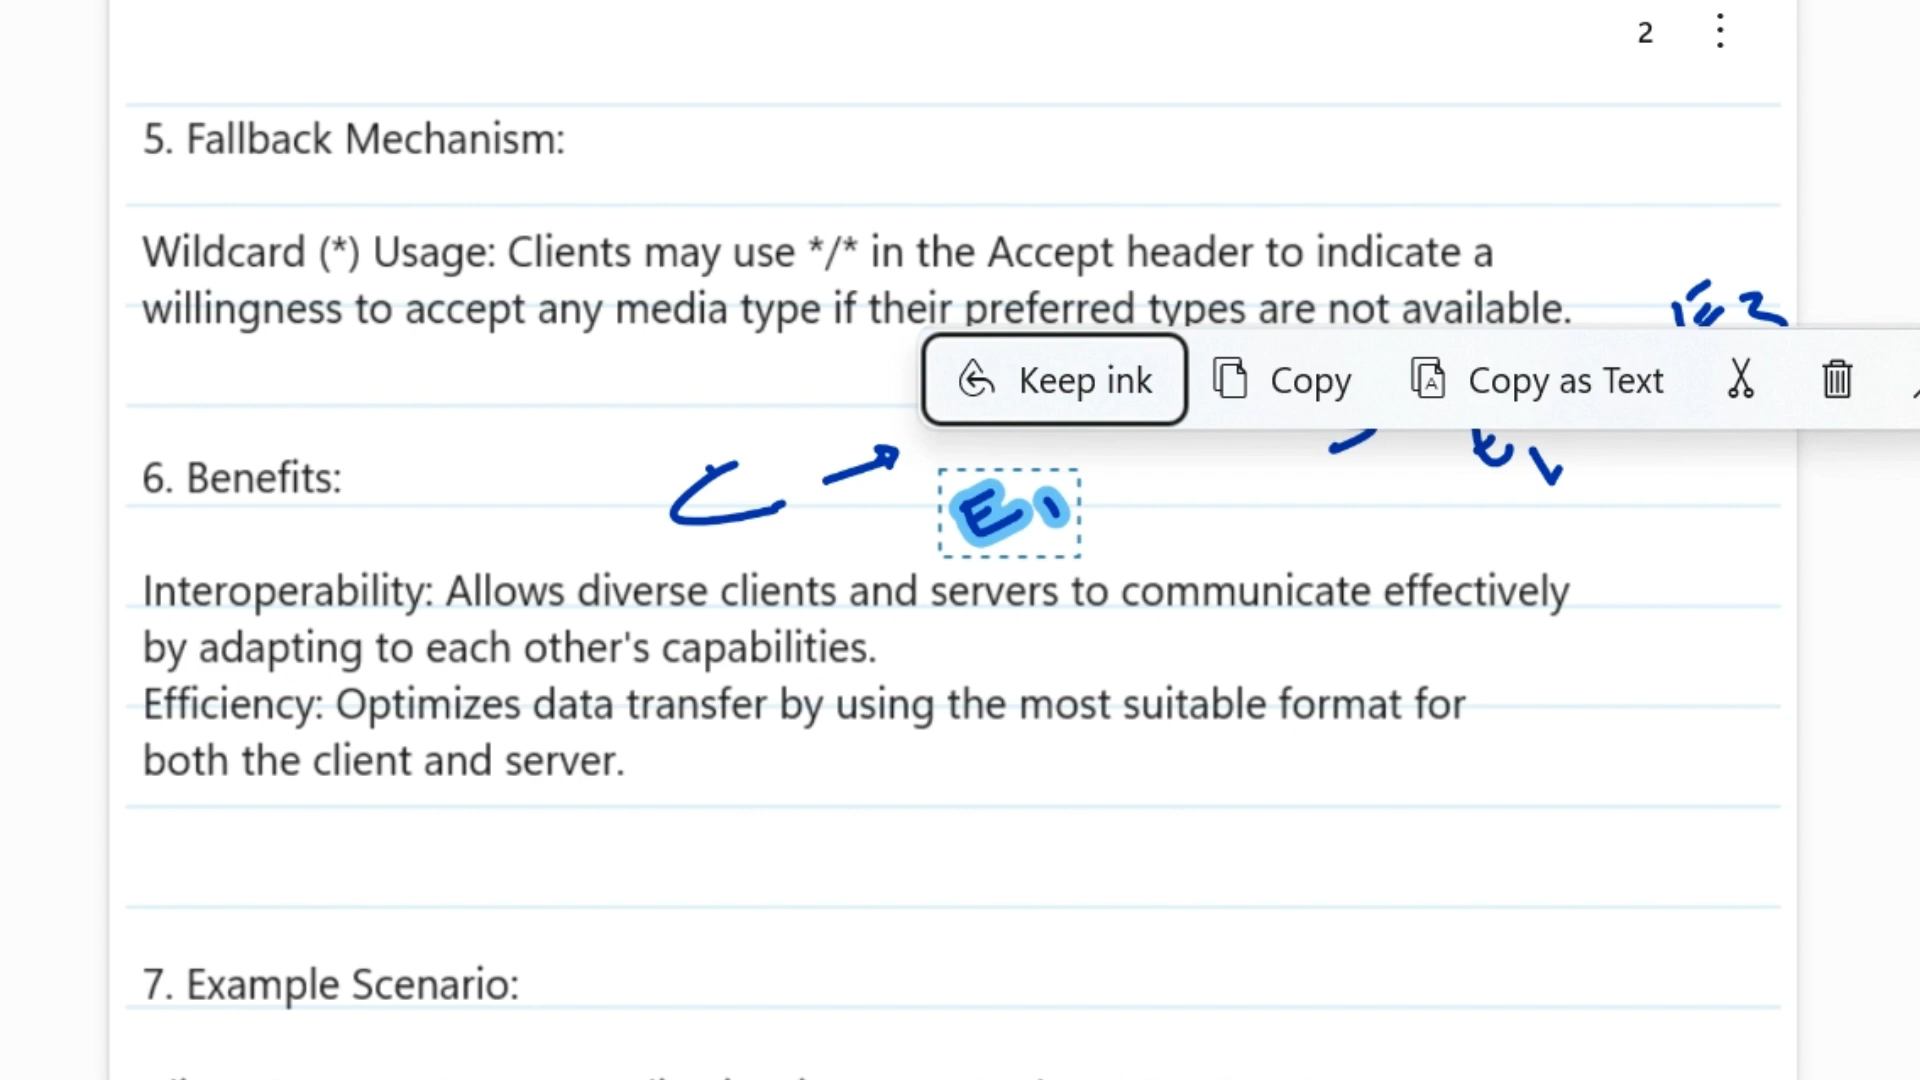 2
5. Fallback Mechanism:
Wildcard (*) Usage: Clients may use */* in the Accept header to indicate a
willingness to accept any media type if their preferred types are not available.
Keep ink Copy Copy as Text
6. Benefits:
C E1
Interoperability: Allows diverse clients and servers to communicate effectively
by adapting to each other's capabilities.
Efficiency: Optimizes data transfer by using the most suitable format for
both the client and server.
7. Example Scenario: